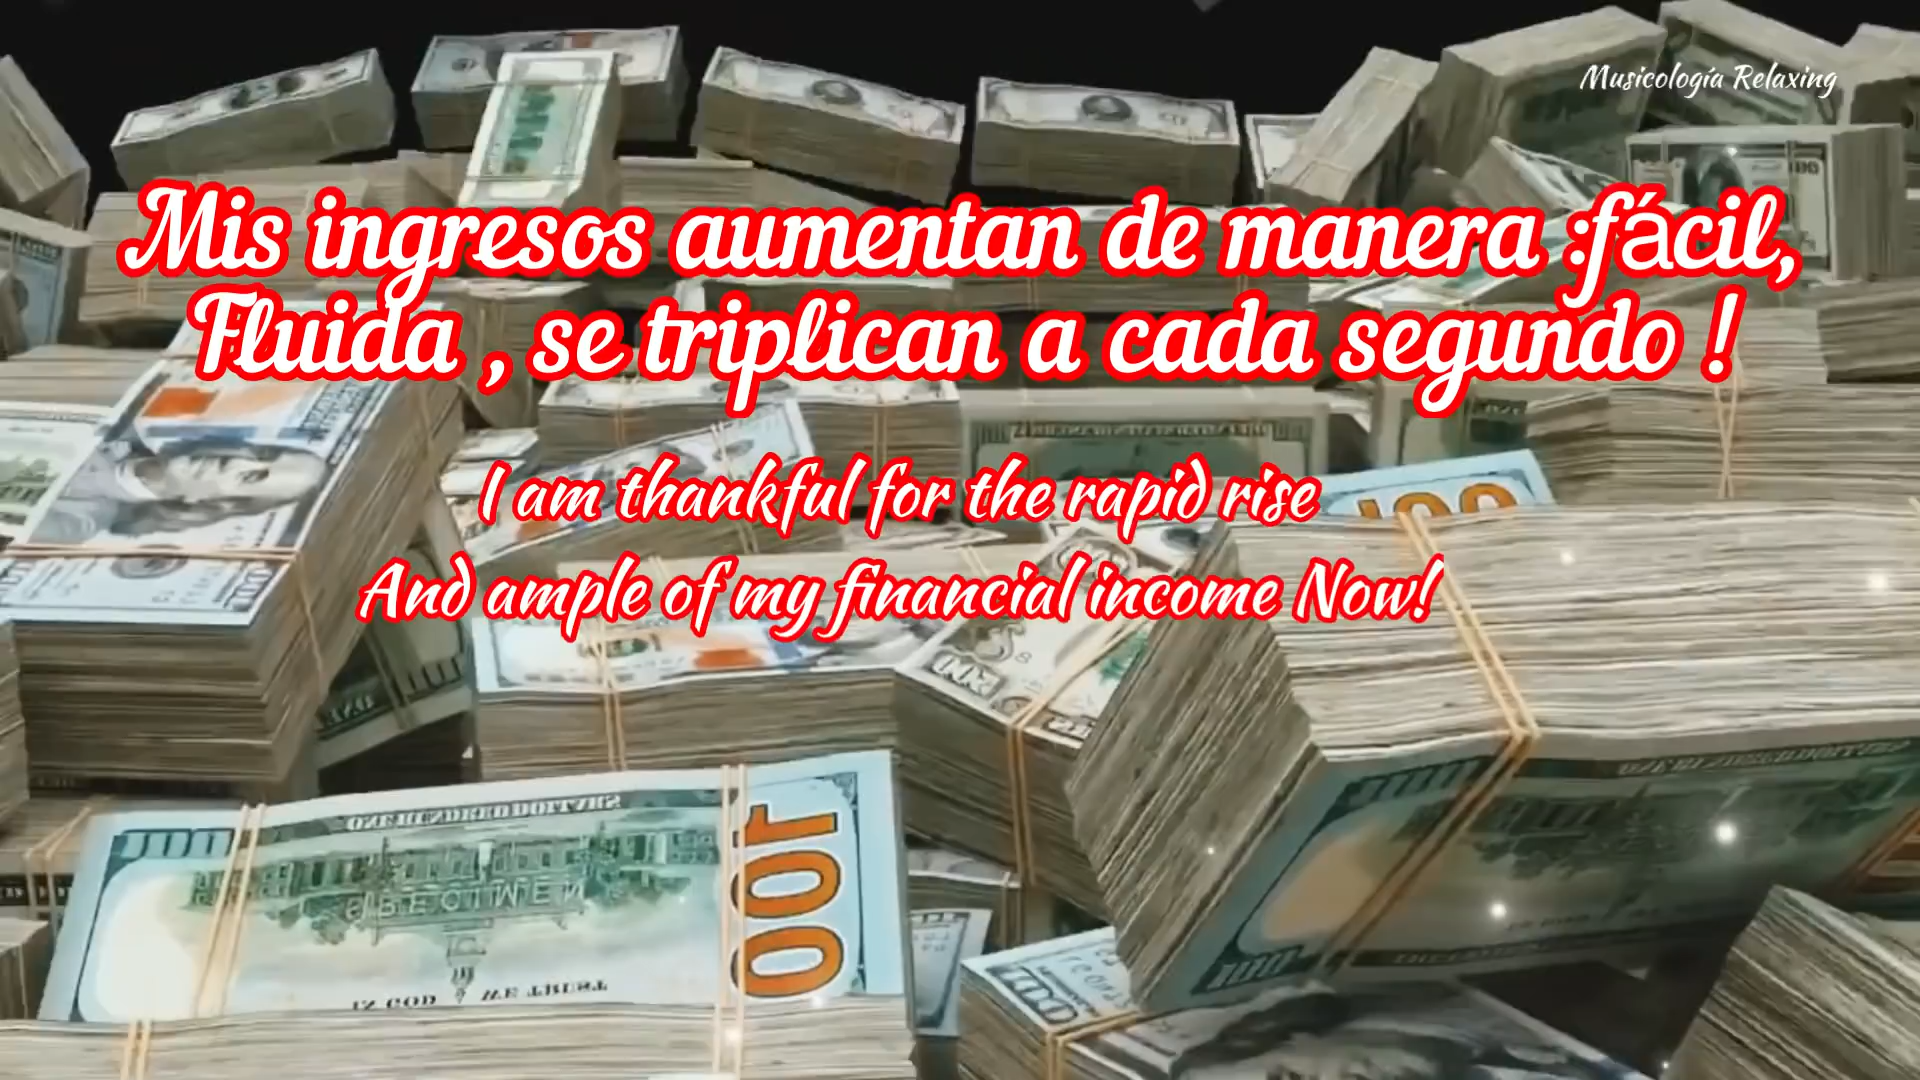 Musicología Relaxing
Mis ingresos aumentan de manera :fácil,
Fluida , se triplican a cada segundo !
I am thankful for the rapid rise
And ample of my financial income Now!
100